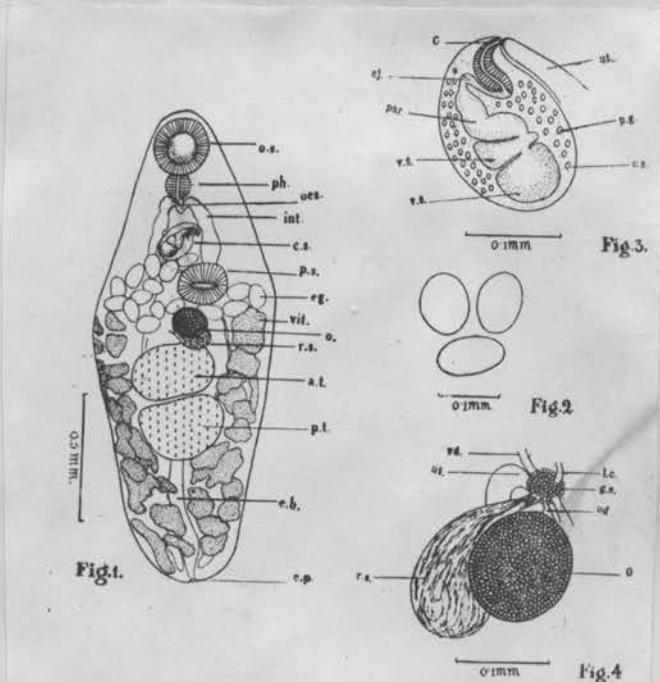 o.s.
ph.
oes.
int.
c.s.
p.s.
eg.
vit.
o.
r.s.
a.t.
p.t.
e.b.
e.p.
0.5 mm.
Fig.1.
C
ut.
ej.
par
p.g.
c.s.
v.s.
0·1mm
Fig.3.
0·1mm
Fig.2
vd.
ut.
l.c.
s.s.
od
r.s.
O
0·1mm
Fig.4